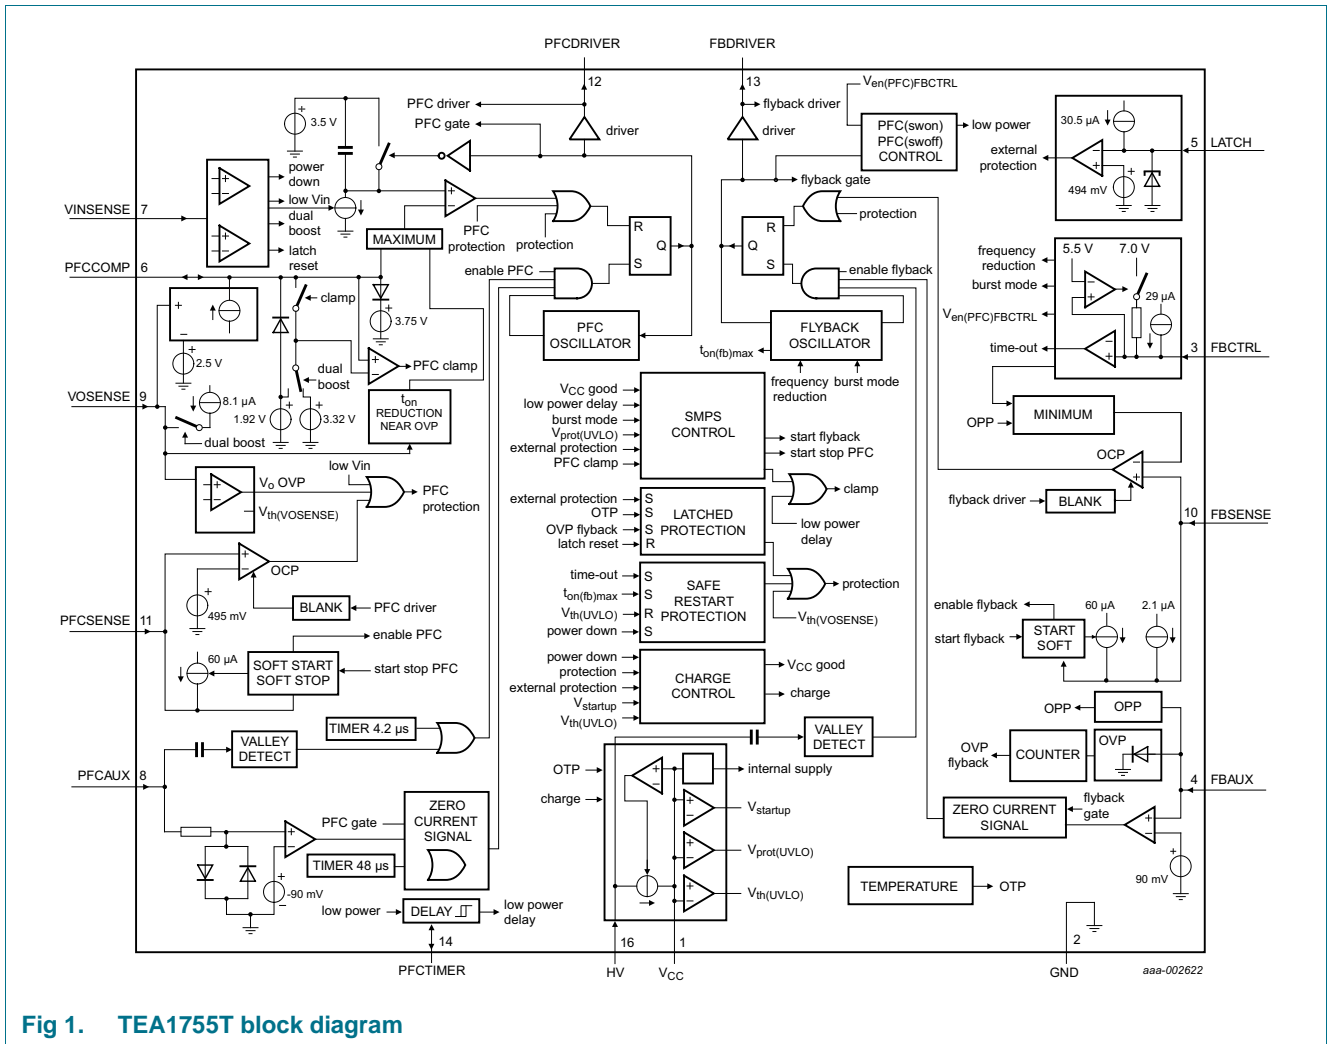 PFCDRIVER
FBDRIVER
12
13
Ven(PFC)FBCTRL
PFC driver
flyback driver
3.5 V
PFC gate
driver
driver
PFC(swon)
PFC(swoff)
CONTROL
low power
30.5 µA
5
LATCH
external
protection
494 mV
power
down
low Vin
dual
boost
latch
reset
flyback gate
VINSENSE
7
MAXIMUM
PFC
protection
protection
R
Q
S
R
Q
S
protection
PFCCOMP
6
enable PFC
enable flyback
frequency
reduction
burst mode
Ven(PFC)FBCTRL
time-out
5.5 V
7.0 V
29 µA
3
FBCTRL
clamp
3.75 V
PFC
OSCILLATOR
FLYBACK
OSCILLATOR
ton(fb)max
frequency
reduction
burst mode
+
−
2.5 V
PFC clamp
dual
boost
VOSENSE
9
8.1 µA
1.92 V
3.32 V
ton
REDUCTION
NEAR OVP
dual boost
VCC good
low power delay
burst mode
Vprot(UVLO)
external protection
PFC clamp
SMPS
CONTROL
start flyback
start stop PFC
OPP
MINIMUM
OCP
flyback driver
BLANK
10
FBSENSE
low Vin
Vo OVP
Vth(VOSENSE)
PFC
protection
external protection
OTP
OVP flyback
latch reset
S
S
S
R
LATCHED
PROTECTION
clamp
low power
delay
OCP
495 mV
BLANK
PFC driver
time-out
ton(fb)max
Vth(UVLO)
power down
S
S
R
S
SAFE
RESTART
PROTECTION
protection
Vth(VOSENSE)
PFCSENSE
11
enable PFC
60 µA
SOFT START
SOFT STOP
start stop PFC
enable flyback
start flyback
START
SOFT
60 µA
2.1 µA
power down
protection
external protection
Vstartup
Vth(UVLO)
CHARGE
CONTROL
VCC good
charge
OPP
OPP
TIMER 4.2 µs
VALLEY
DETECT
VALLEY
DETECT
OVP
flyback
COUNTER
OVP
PFCAUX
8
OTP
charge
internal supply
Vstartup
Vprot(UVLO)
Vth(UVLO)
4
FBAUX
flyback
gate
ZERO CURRENT
SIGNAL
90 mV
PFC gate
TIMER 48 µs
ZERO
CURRENT
SIGNAL
-90 mV
TEMPERATURE
OTP
low power
DELAY
low power
delay
14
PFCTIMER
16
HV
1
VCC
2
GND
aaa-002622
Fig 1. TEA1755T block diagram